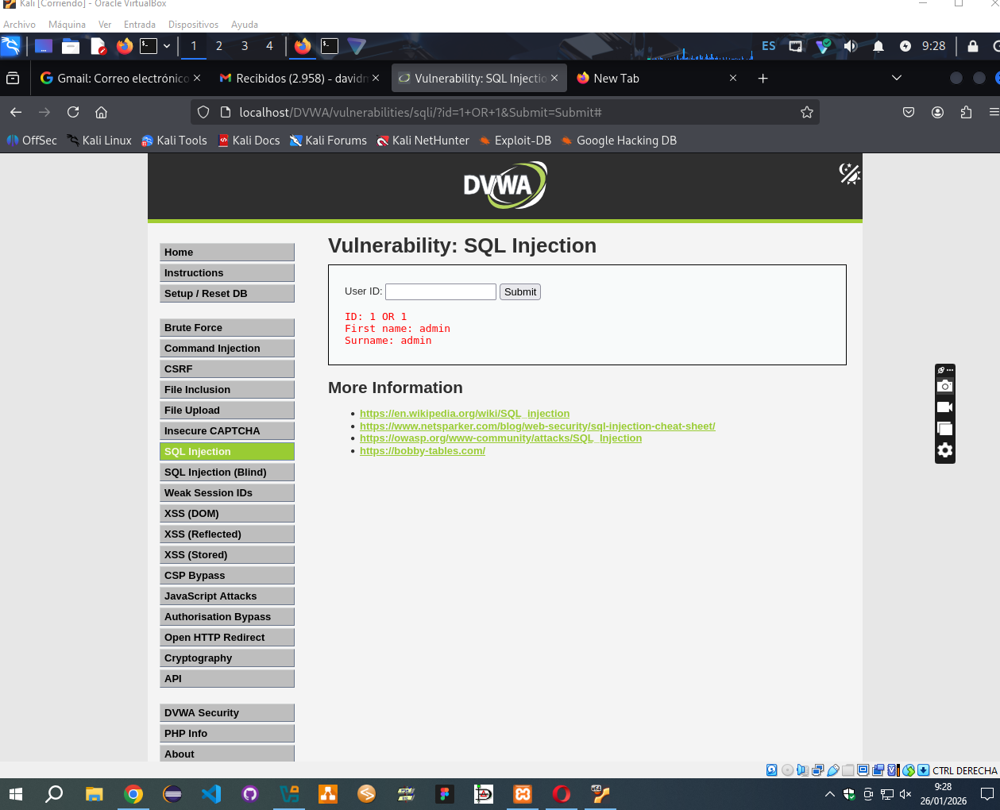 Kali [Corriendo] - Oracle VirtualBox
Archivo Máquina Ver Entrada Dispositivos Ayuda
1 2 3 4 ES 9:28
Gmail: Correo electrónico Recibidos (2.958) - davidm Vulnerability: SQL Injectio New Tab
localhost/DVWA/vulnerabilities/sqli/?id=1+OR+1&Submit=Submit#
OffSec Kali Linux Kali Tools Kali Docs Kali Forums Kali NetHunter Exploit-DB Google Hacking DB
DVWA
Vulnerability: SQL Injection
Home
Instructions
Setup / Reset DB
Brute Force
Command Injection
CSRF
File Inclusion
File Upload
Insecure CAPTCHA
SQL Injection
SQL Injection (Blind)
Weak Session IDs
XSS (DOM)
XSS (Reflected)
XSS (Stored)
CSP Bypass
JavaScript Attacks
Authorisation Bypass
Open HTTP Redirect
Cryptography
API
DVWA Security
PHP Info
About
User ID: Submit
ID: 1 OR 1
First name: admin
Surname: admin
More Information
https://en.wikipedia.org/wiki/SQL_injection
https://www.netsparker.com/blog/web-security/sql-injection-cheat-sheet/
https://owasp.org/www-community/attacks/SQL_Injection
https://bobby-tables.com/
CTRL DERECHA
9:28
26/01/2026